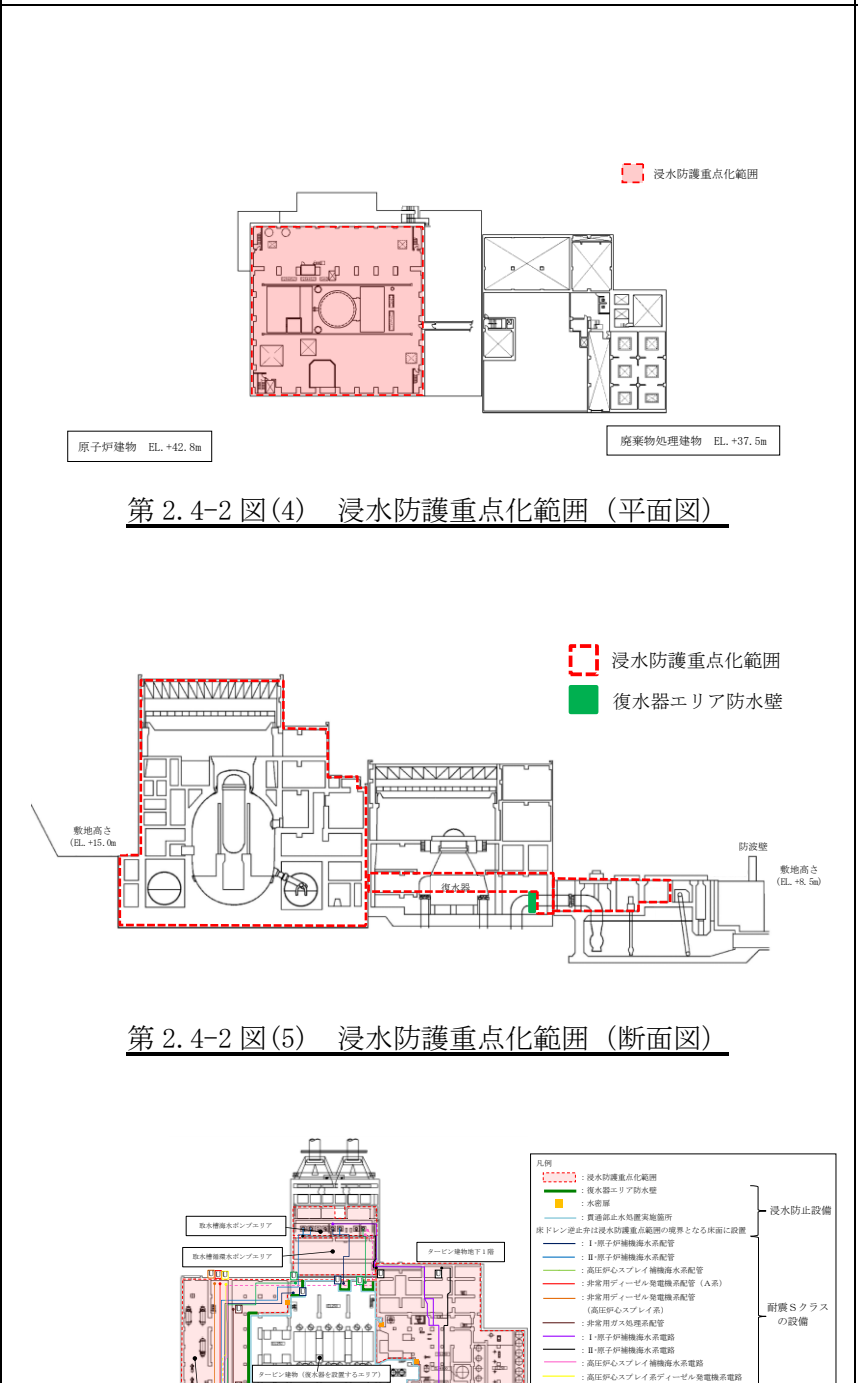 浸水防護重点化範囲
原子炉建物 EL.+42.8m
廃棄物処理建物 EL.+37.5m
第 2.4-2 図(4) 浸水防護重点化範囲（平面図）
浸水防護重点化範囲
復水器エリア防水壁
敷地高さ
(EL.+15.0m
復水器
防波壁
敷地高さ
(EL.+8.5m)
第 2.4-2 図(5) 浸水防護重点化範囲（断面図）
取水槽海水ポンプエリア
取水槽循環水ポンプエリア
タービン建物地下１階
タービン建物（復水器を設置するエリア）
凡例
：浸水防護重点化範囲
：復水器エリア防水壁
：水密扉
：貫通部止水処置実施箇所
床ドレン逆止弁は浸水防護重点範囲の境界となる床面に設置
浸水防止設備
：Ⅰ-原子炉補機海水系配管
：Ⅱ-原子炉補機海水系配管
：高圧炉心スプレイ補機海水系配管
：非常用ディーゼル発電機系配管（Ａ系）
：非常用ディーゼル発電機系配管
（高圧炉心スプレイ系）
：非常用ガス処理系配管
：Ⅰ-原子炉補機海水系電路
：Ⅱ-原子炉補機海水系電路
：高圧炉心スプレイ補機海水系電路
：高圧炉心スプレイ系ディーゼル発電機系電路
耐震Ｓクラス
の設備